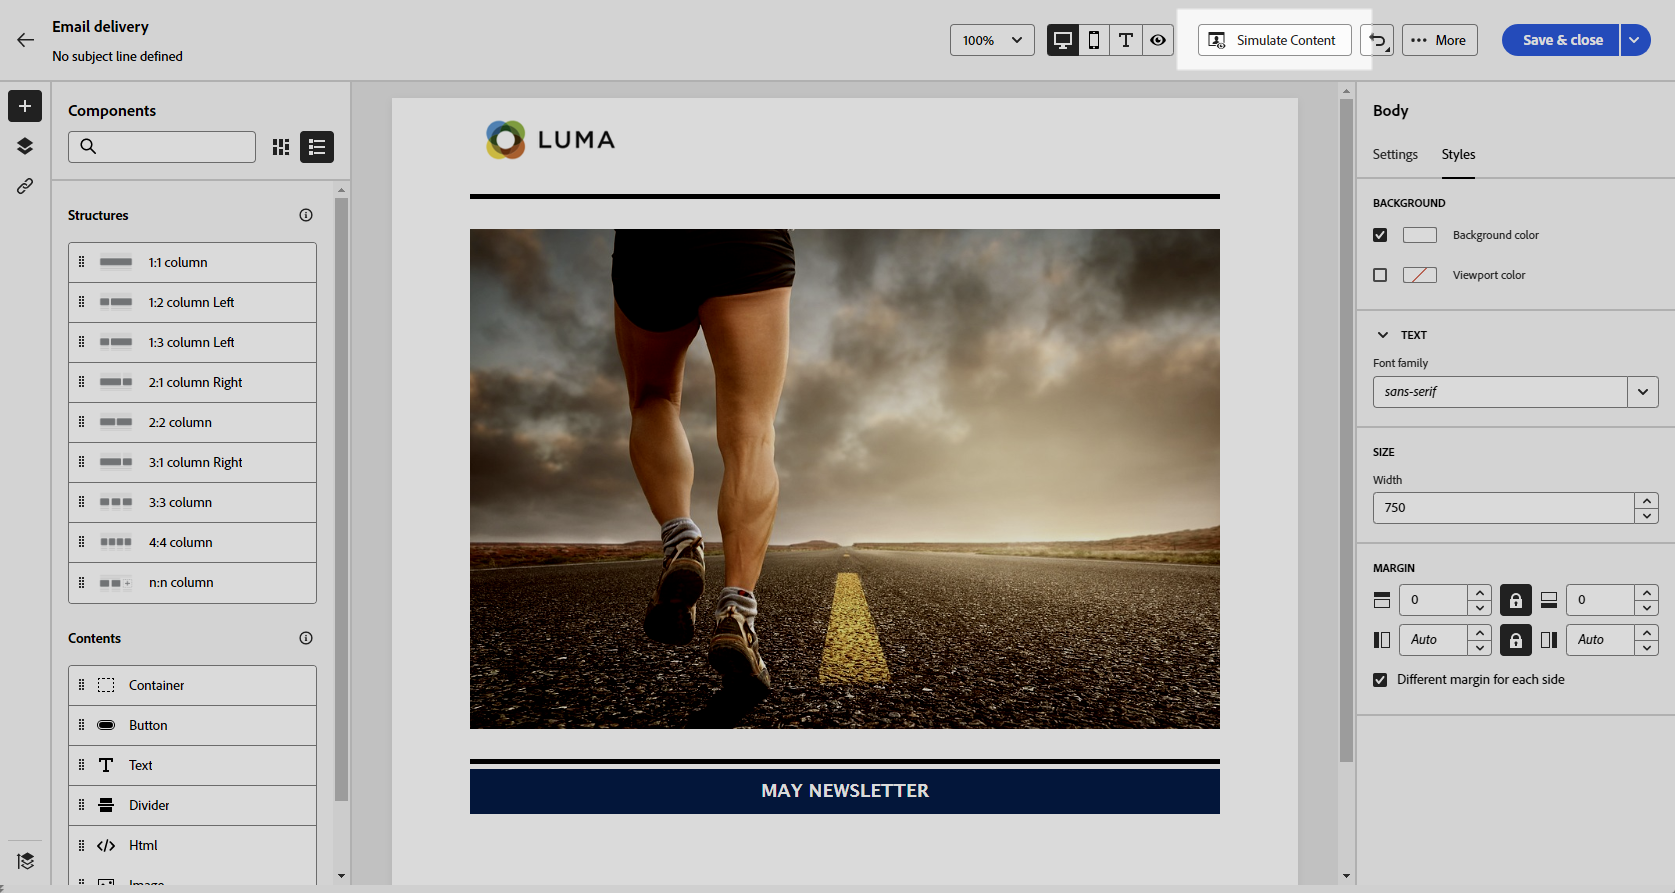 Email delivery
No subject line defined
100%
Simulate Content
More
Save & close
Components
Structures
1:1 column
1:2 column Left
1:3 column Left
2:1 column Right
2:2 column
3:1 column Right
3:3 column
4:4 column
n:n column
Contents
Container
Button
Text
Divider
Html
Image
LUMA
MAY NEWSLETTER
Body
Settings Styles
BACKGROUND
Background color
Viewport color
TEXT
Font family
sans-serif
SIZE
Width
750
MARGIN
0 0
Auto Auto
Different margin for each side